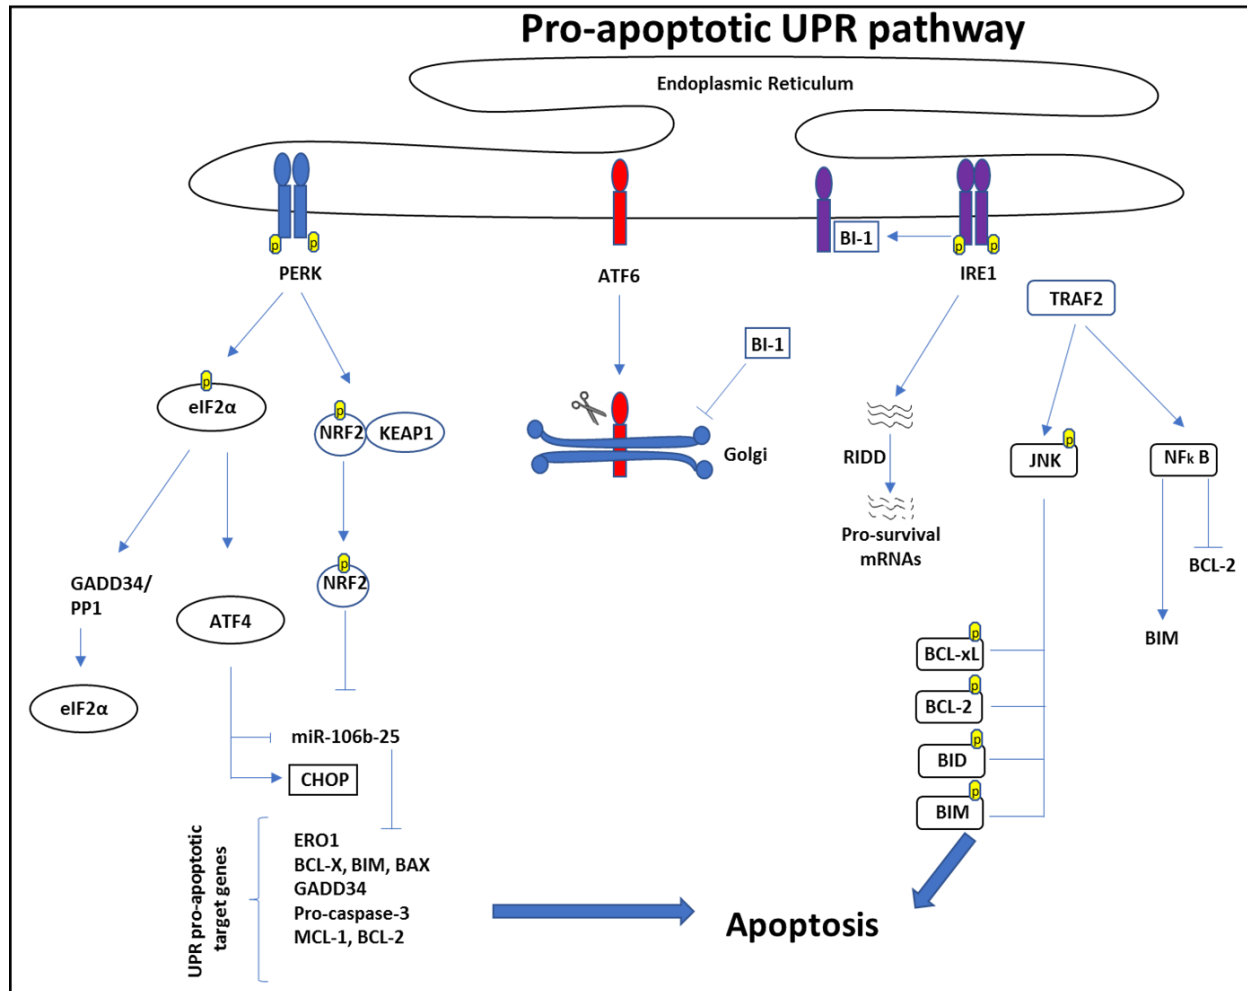 Pro-apoptotic UPR pathway
Endoplasmic Reticulum
p
p
PERK
ATF6
BI-1
p
p
IRE1
TRAF2
BI-1
p
eIF2α
p
NRF2
KEAP1
Golgi
RIDD
p
JNK
NFk B
Pro-survival
mRNAs
BCL-2
GADD34/
PP1
ATF4
p
NRF2
BIM
p
BCL-xL
eIF2α
p
BCL-2
miR-106b-25
CHOP
p
BID
p
BIM
UPR pro-apoptotic
target genes
ERO1
BCL-X, BIM, BAX
GADD34
Pro-caspase-3
MCL-1, BCL-2
Apoptosis